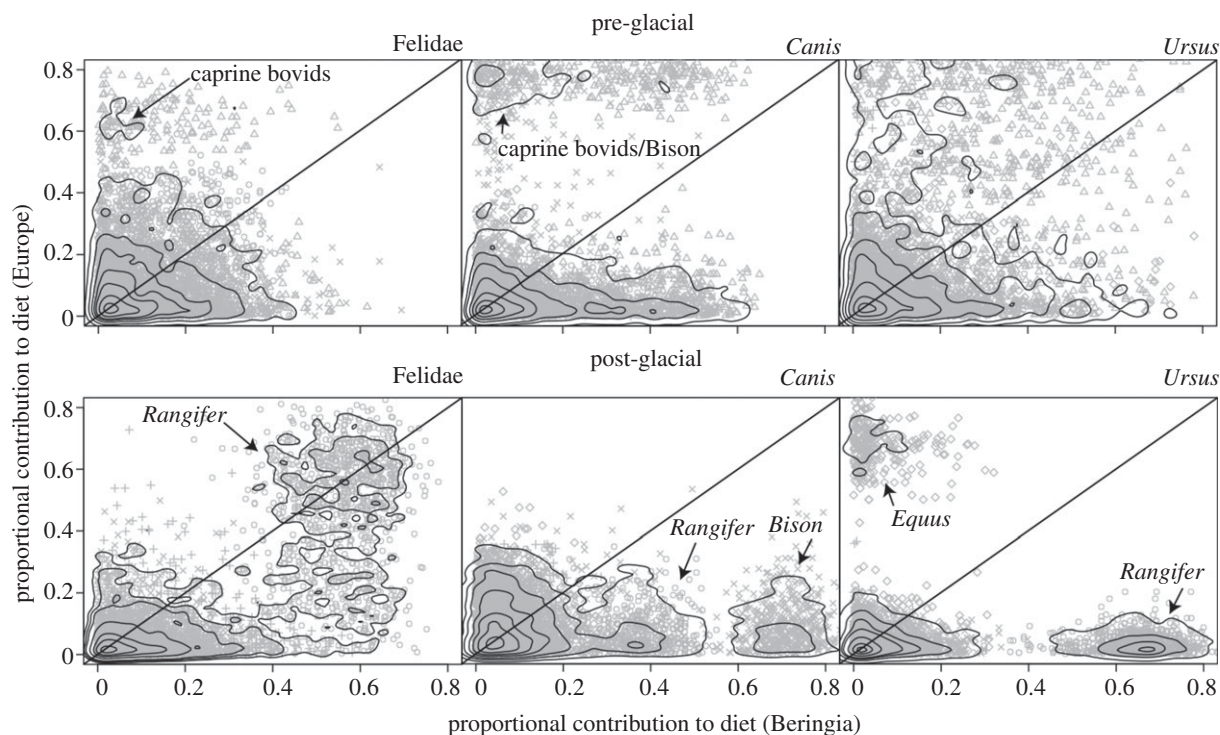 pre-glacial
Felidae
Canis
Ursus
0.8
0.6
0.4
0.2
0
caprine bovids
caprine bovids/Bison
post-glacial
Felidae
Canis
Ursus
0.8
0.6
0.4
0.2
0
Rangifer
Rangifer
Bison
Equus
Rangifer
0 0.2 0.4 0.6 0.8
0 0.2 0.4 0.6 0.8
0 0.2 0.4 0.6 0.8
proportional contribution to diet (Europe)
proportional contribution to diet (Beringia)